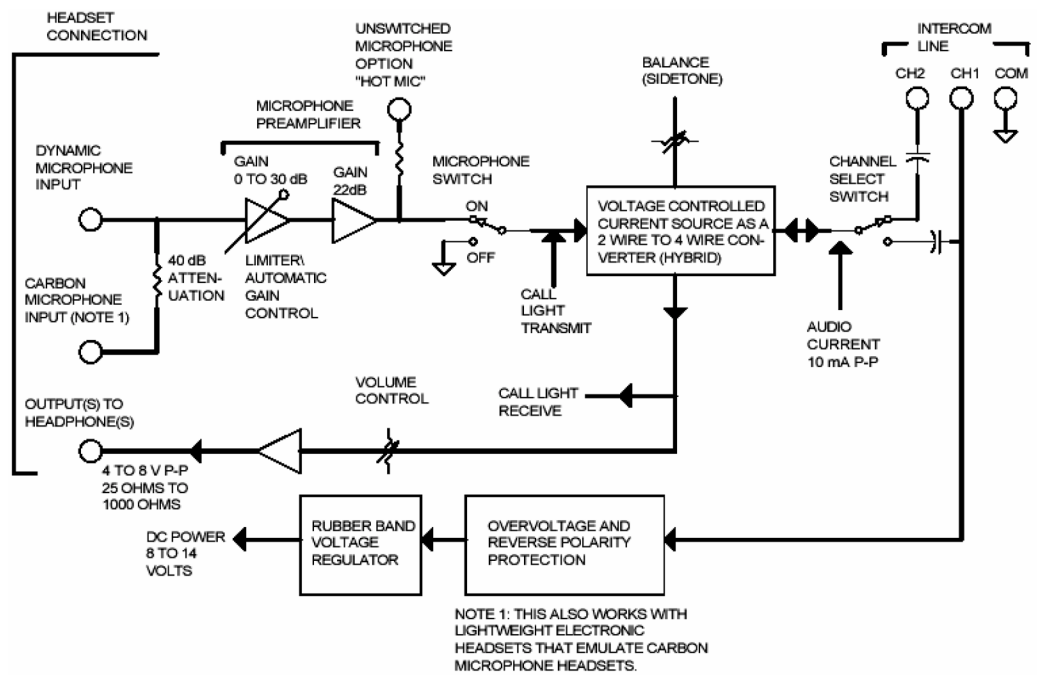 HEADSET
CONNECTION
UNSWITCHED
MICROPHONE
OPTION
"HOT MIC"
BALANCE
(SIDETONE)
INTERCOM
LINE
CH2
CH1
COM
MICROPHONE
PREAMPLIFIER
DYNAMIC
MICROPHONE
INPUT
GAIN
0 TO 30 dB
GAIN
22dB
MICROPHONE
SWITCH
ON
OFF
CHANNEL
SELECT
SWITCH
VOLTAGE CONTROLLED
CURRENT SOURCE AS A
2 WIRE TO 4 WIRE CON-
VERTER (HYBRID)
40 dB
ATTEN-
UATION
LIMITER\
AUTOMATIC
GAIN
CONTROL
CARBON
MICROPHONE
INPUT (NOTE 1)
CALL
LIGHT
TRANSMIT
AUDIO
CURRENT
10 mA P-P
VOLUME
CONTROL
CALL LIGHT
RECEIVE
OUTPUT(S) TO
HEADPHONE(S)
4 TO 8 V P-P
25 OHMS TO
1000 OHMS
DC POWER
8 TO 14
VOLTS
RUBBER BAND
VOLTAGE
REGULATOR
OVERVOLTAGE AND
REVERSE POLARITY
PROTECTION
NOTE 1: THIS ALSO WORKS WITH
LIGHTWEIGHT ELECTRONIC
HEADSETS THAT EMULATE CARBON
MICROPHONE HEADSETS.